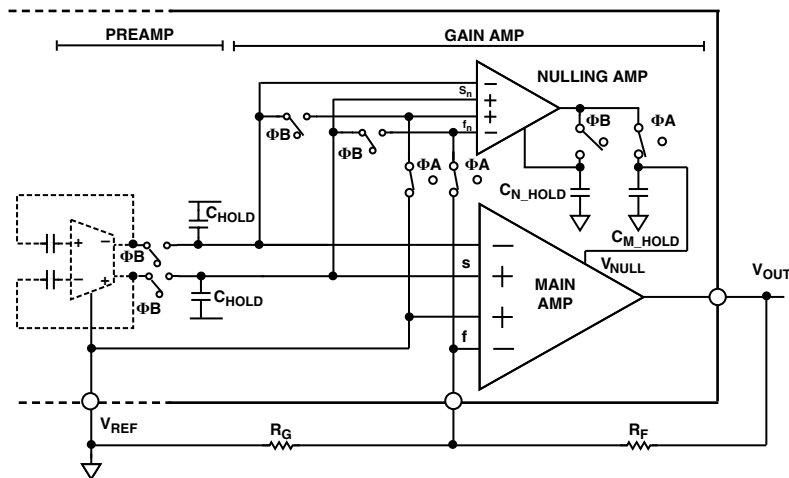 PREAMP
GAIN AMP
NULLING AMP
Sn
−
+
+
fn
−
ΦB
ΦB
ΦB
ΦA
ΦA
ΦA
CHOLD
CN_HOLD
CM_HOLD
+
−
−
+
ΦB
ΦB
CHOLD
s
−
+
+
f
−
MAIN AMP
VNULL
VOUT
VREF
RG
RF